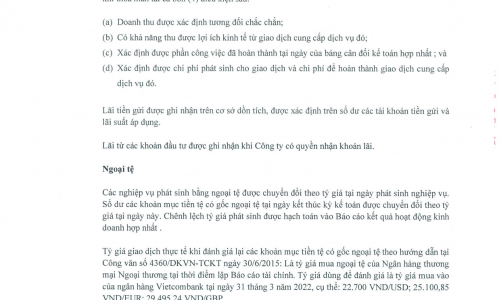 (a) Doanh thu được xác định tương đối chắc chắn;
(b) Có khả năng thu được lợi ích kinh tế từ giao dịch cung cấp dịch vụ đó;
(c) Xác định được phần công việc đã hoàn thành tại ngày của bảng cân đối kế toán hợp nhất ; và
(d) Xác định được chi phí phát sinh cho giao dịch và chi phí để hoàn thành giao dịch cung cấp
dịch vụ đó.
Lãi tiền gửi được ghi nhận trên cơ sở dồn tích, được xác định trên số dư các tài khoản tiền gửi và
lãi suất áp dụng.
Lãi từ các khoản đầu tư được ghi nhận khi Công ty có quyền nhận khoản lãi.
Ngoại tệ
Các nghiệp vụ phát sinh bằng ngoại tệ được chuyển đổi theo tỷ giá tại ngày phát sinh nghiệp vụ.
Số dư các khoản mục tiền tệ có gốc ngoại tệ tại ngày kết thúc kỳ kế toán được chuyển đổi theo tỷ
giá tại ngày này. Chênh lệch tỷ giá phát sinh được hạch toán vào Báo cáo kết quả hoạt động kinh
doanh hợp nhất .
Tỷ giá giao dịch thực tế khi đánh giá lại các khoản mục tiền tệ có gốc ngoại tệ theo hướng dẫn tại
Công văn số 4360/DKVN-TCKT ngày 30/6/2015: Là tỷ giá mua ngoại tệ của Ngân hàng thương
mại Ngoại thương tại thời điểm lập Báo cáo tài chính. Tỷ giá dùng để đánh giá là tỷ giá mua vào
của ngân hàng Vietcombank tại ngày 31 tháng 3 năm 2022, cụ thể: 22.700 VND/USD; 25.100,85
VND/EUR; 29.495,24 VND/GBP